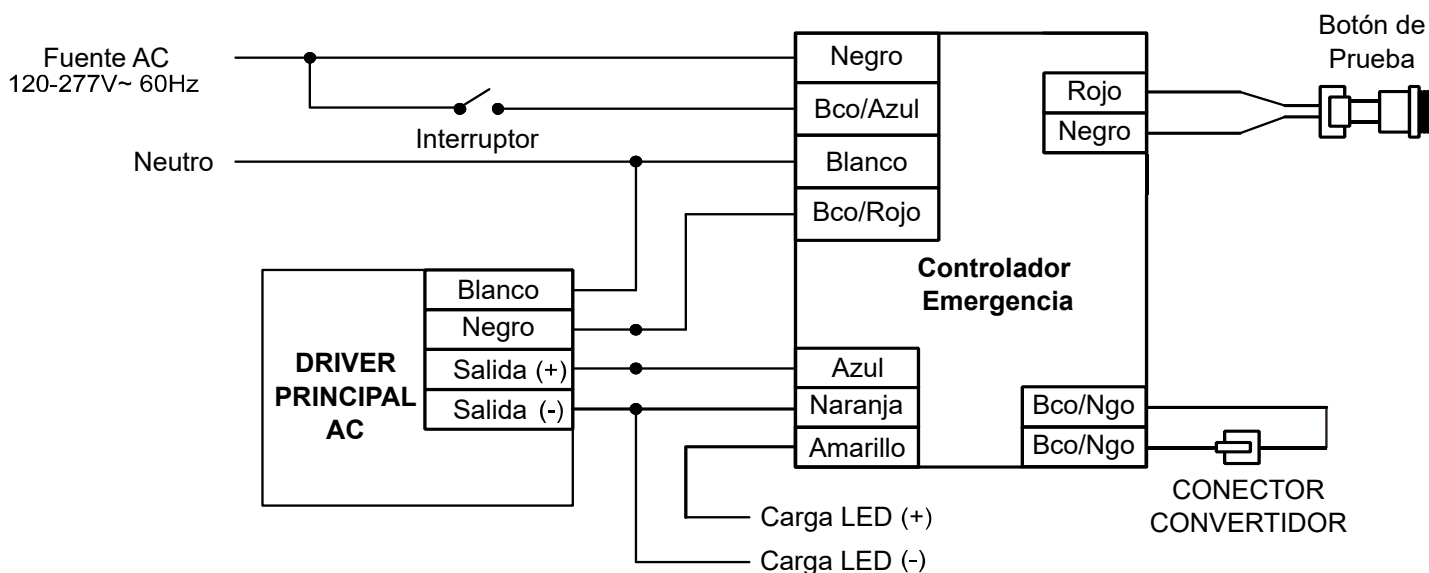 Fuente AC
120-277V~ 60Hz
Interruptor
Neutro
Negro
Bco/Azul
Blanco
Bco/Rojo
Rojo
Negro
Botón de
Prueba
Controlador
Emergencia
DRIVER
PRINCIPAL
AC
Blanco
Negro
Salida (+)
Salida (-)
Azul
Naranja
Amarillo
Bco/Ngo
Bco/Ngo
CONECTOR
CONVERTIDOR
Carga LED (+)
Carga LED (-)